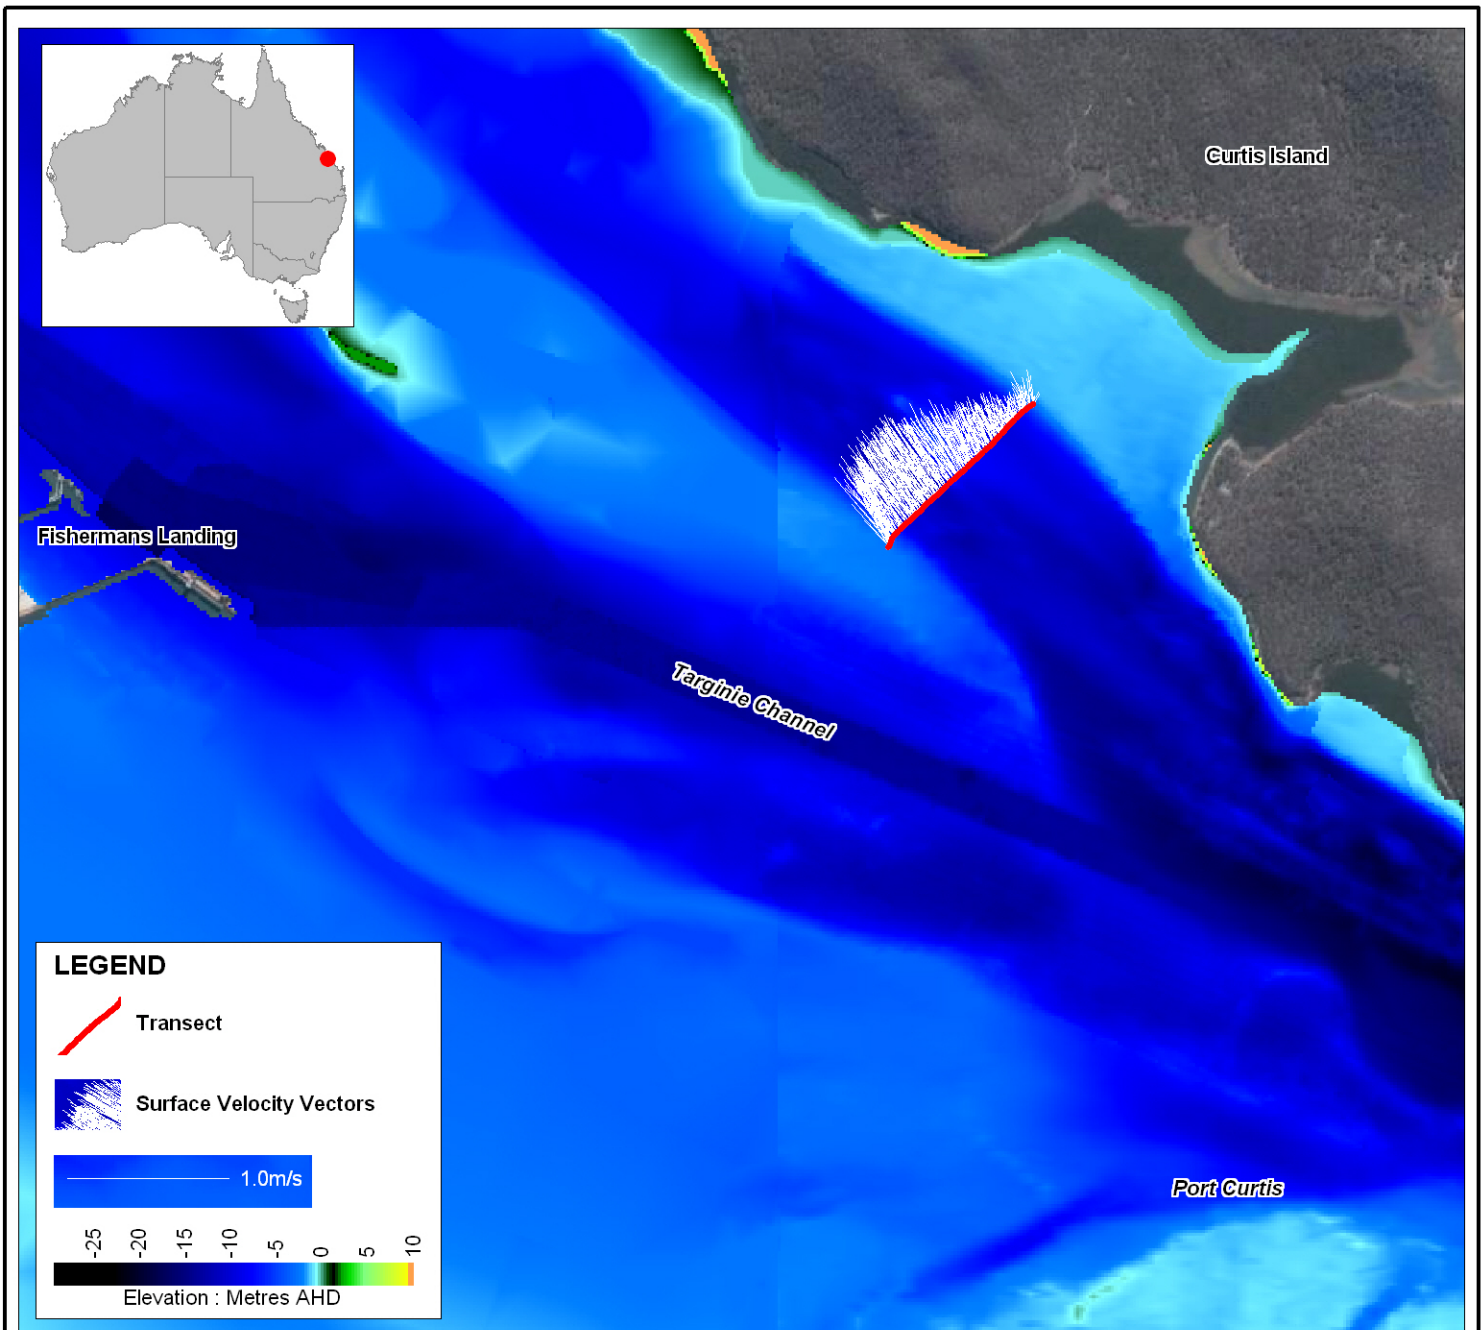 Curtis Island
Fishermans Landing
Targinie Channel
Port Curtis
LEGEND
Transect
Surface Velocity Vectors
1.0m/s
-25 -20 -15 -10 -5 0 5 10
Elevation : Metres AHD